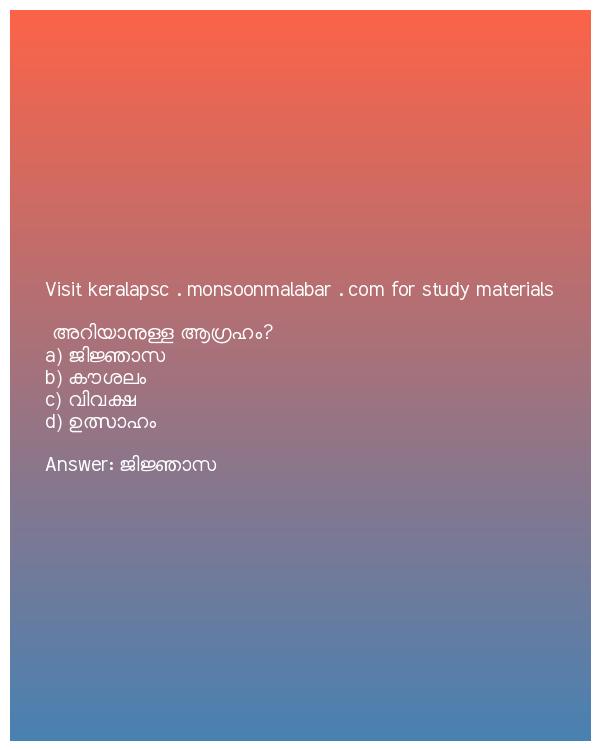 Visit keralapsc . monsoonmalabar . com for study materials
അറിയാനുള്ള ആഗ്രഹം?
a) ജിജ്ഞാസ
b) കൗശലം
c) വിവക്ഷ
d) ഉത്സാഹം
Answer: ജിജ്ഞാസ